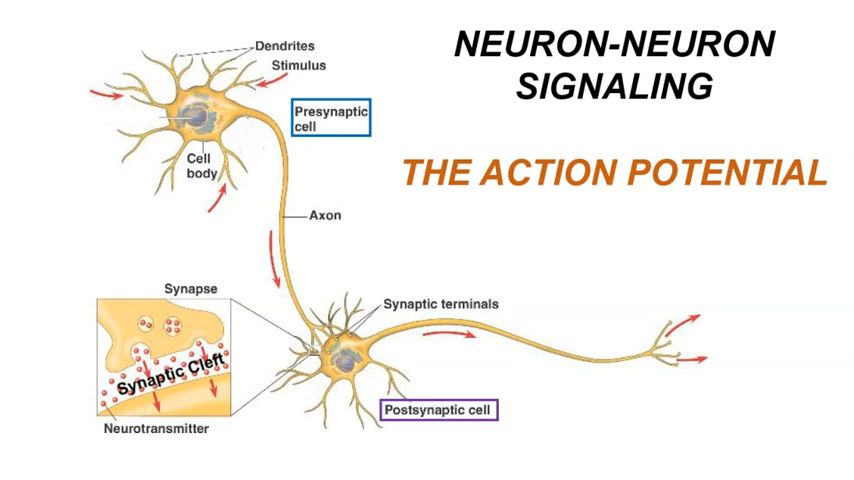 NEURON-NEURON
SIGNALING
THE ACTION POTENTIAL
Dendrites
Stimulus
Presynaptic
cell
Cell
body
Axon
Synapse
Synaptic terminals
Synaptic Cleft
Postsynaptic cell
Neurotransmitter